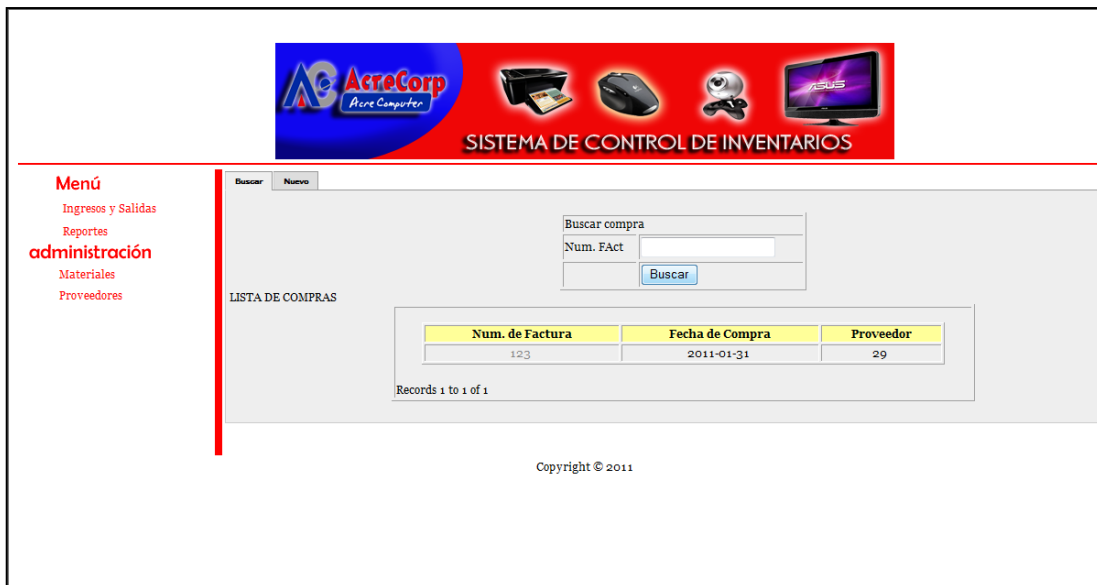 AcreCorp
Acre Computer
ASUS
SISTEMA DE CONTROL DE INVENTARIOS
Menú
Ingresos y Salidas
Reportes
administración
Materiales
Proveedores
Buscar Nuevo
Buscar compra
Num. FAct
Buscar
LISTA DE COMPRAS
Num. de Factura Fecha de Compra Proveedor
123 2011-01-31 29
Records 1 to 1 of 1
Copyright © 2011